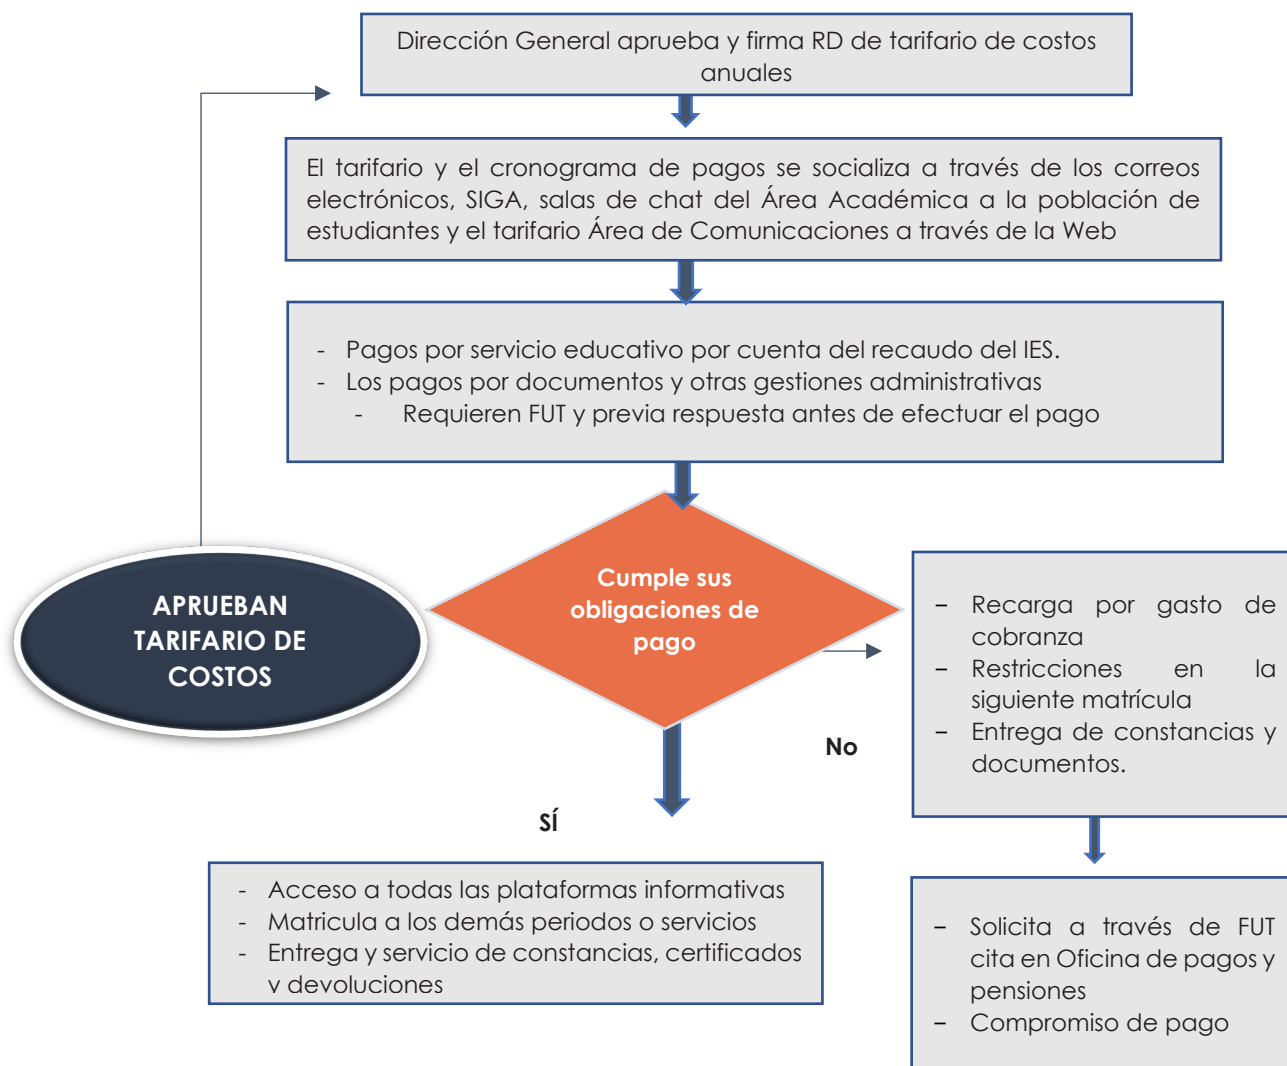 Dirección General aprueba y firma RD de tarifario de costos
anuales
El tarifario y el cronograma de pagos se socializa a través de los correos
electrónicos, SIGA, salas de chat del Área Académica a la población de
estudiantes y el tarifario Área de Comunicaciones a través de la Web
- Pagos por servicio educativo por cuenta del recaudo del IES.
- Los pagos por documentos y otras gestiones administrativas
- Requieren FUT y previa respuesta antes de efectuar el pago
APRUEBAN
TARIFARIO DE
COSTOS
Cumple sus
obligaciones de
pago
No
SÍ
- Recarga por gasto de
cobranza
- Restricciones en la
siguiente matrícula
- Entrega de constancias y
documentos.
- Acceso a todas las plataformas informativas
- Matricula a los demás periodos o servicios
- Entrega y servicio de constancias, certificados
y devoluciones
- Solicita a través de FUT
cita en Oficina de pagos y
pensiones
- Compromiso de pago